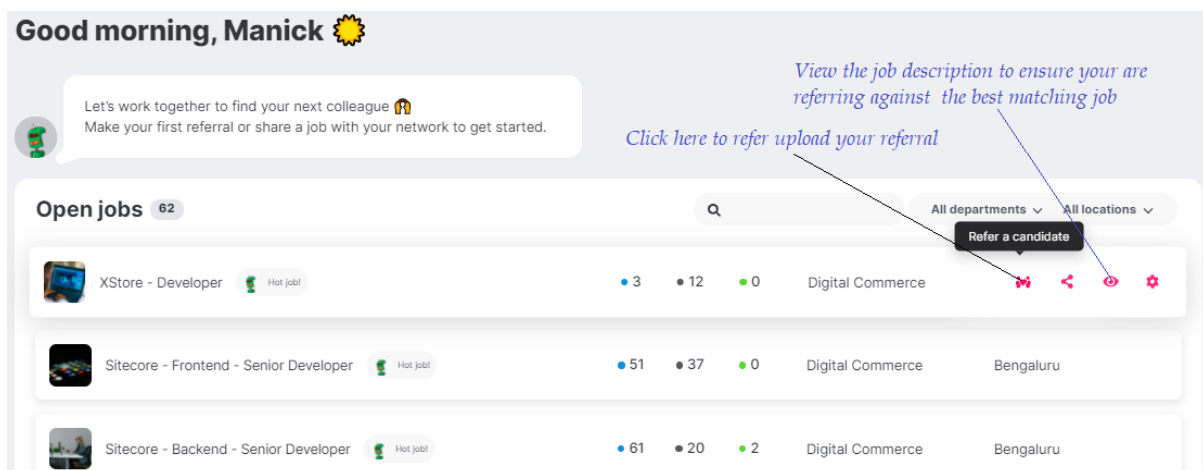 Good morning, Manick
View the job description to ensure your are
referring against the best matching job
Let's work together to find your next colleague
Make your first referral or share a job with your network to get started.
Click here to refer upload your referral
Open jobs 62
All departments All locations
Refer a candidate
XStore - Developer Hot job! 3 12 0 Digital Commerce
Sitecore - Frontend - Senior Developer Hot job! 51 37 0 Digital Commerce Bengaluru
Sitecore - Backend - Senior Developer Hot job! 61 20 2 Digital Commerce Bengaluru